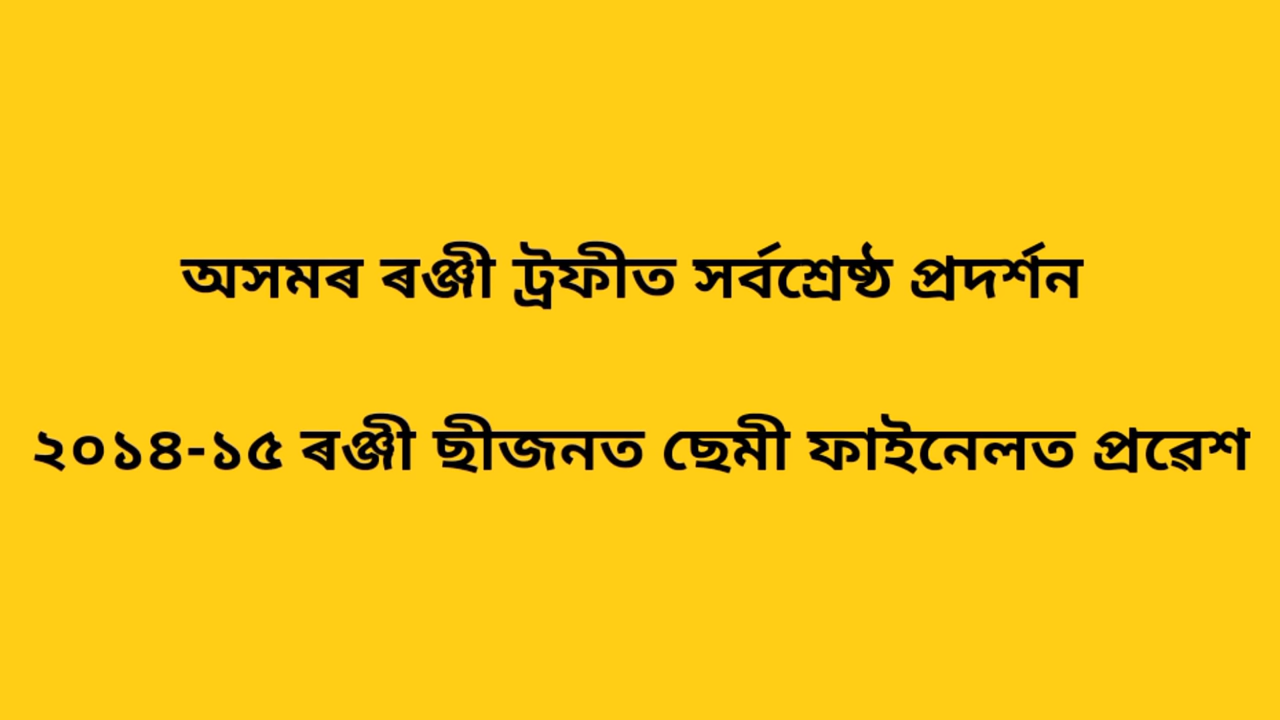 অসমৰ ৰঞ্জী ট্ৰফীত সৰ্বশ্ৰেষ্ঠ প্ৰদৰ্শন
২০১৪-১৫ ৰঞ্জী ছীজনত ছেমী ফাইনেলত প্ৰৱেশ